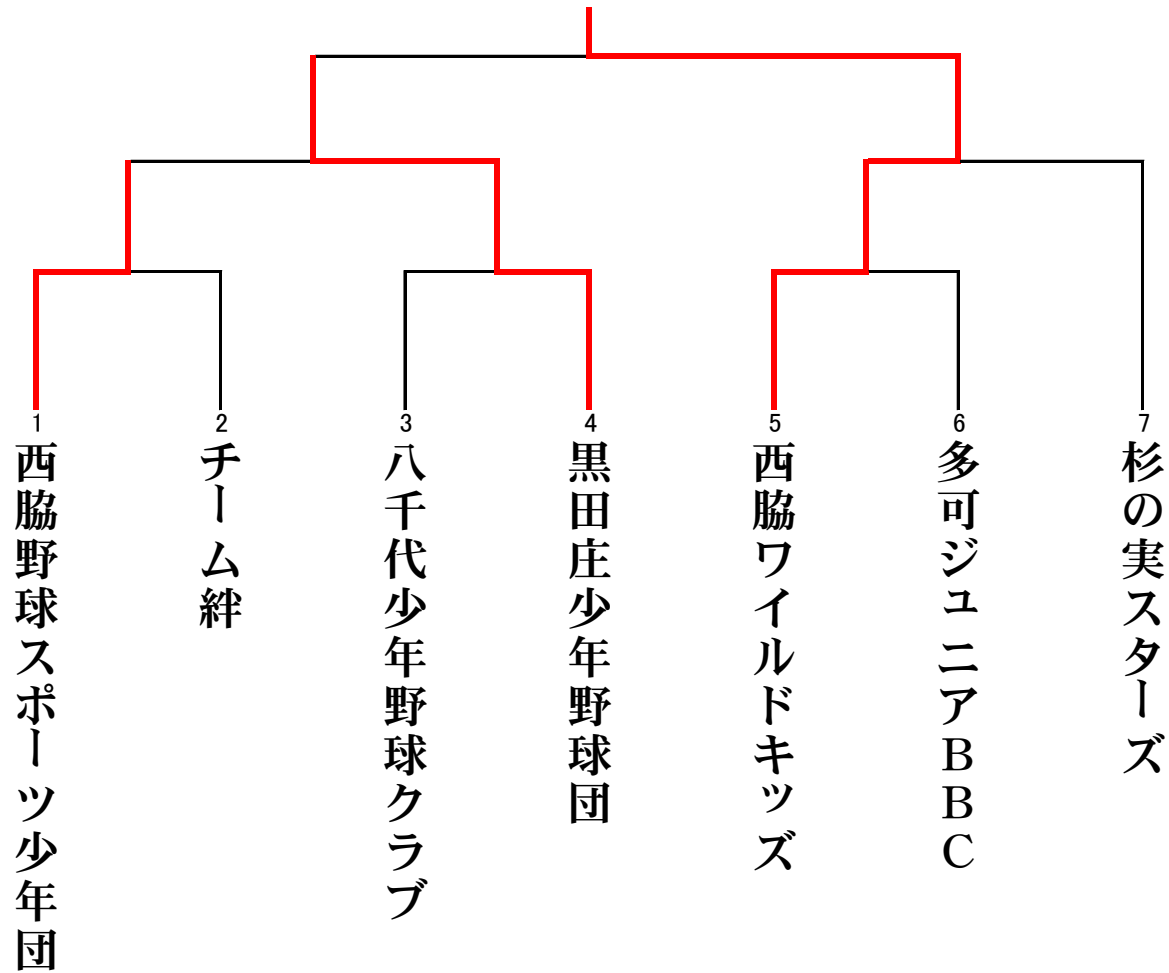 1
西脇野球スポーツ少年団
2
チーム絆
3
八千代少年野球クラブ
4
黒田庄少年野球団
5
西脇ワイルドキッズ
6
多可ジュニアＢＢＣ
7
杉の実スターズ